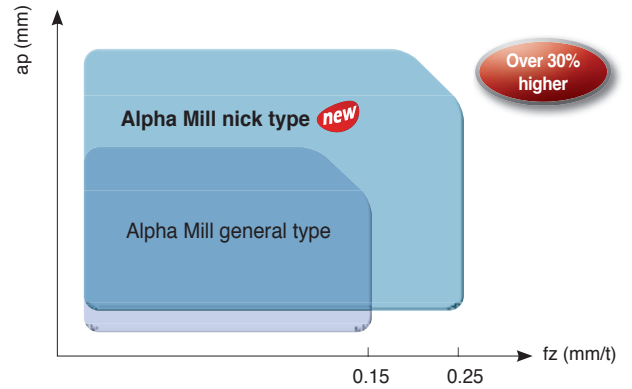 ap (mm)
Over 30%
higher
Alpha Mill nick type new
Alpha Mill general type
fz (mm/t)
0.15
0.25